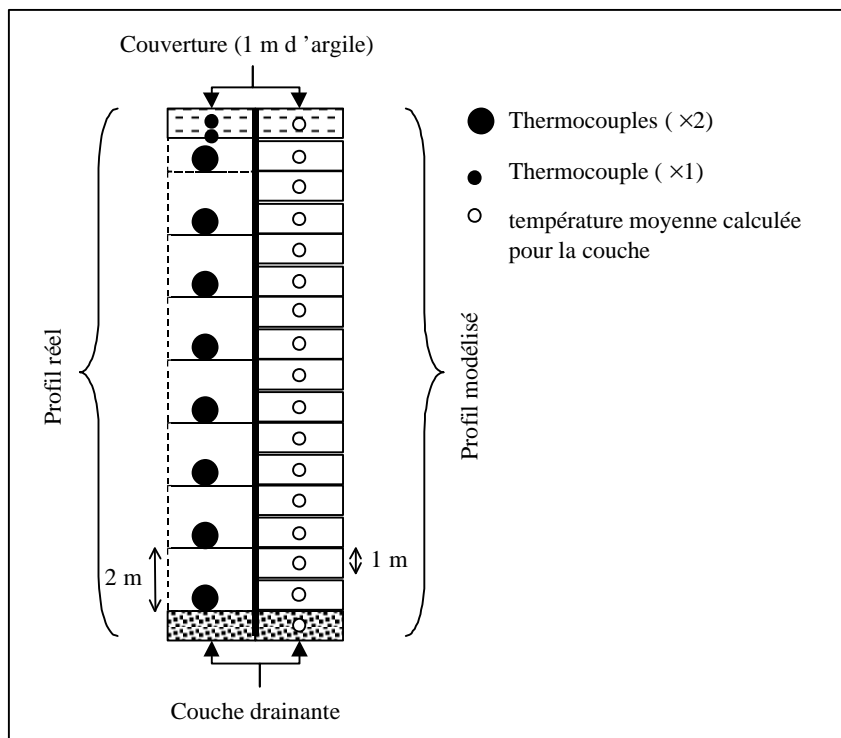 Couverture (1 m d ’argile)
Thermocouples ( ×2)
Thermocouple ( ×1)
température moyenne calculée
pour la couche
Profil réel
Profil modélisé
2 m
1 m
Couche drainante